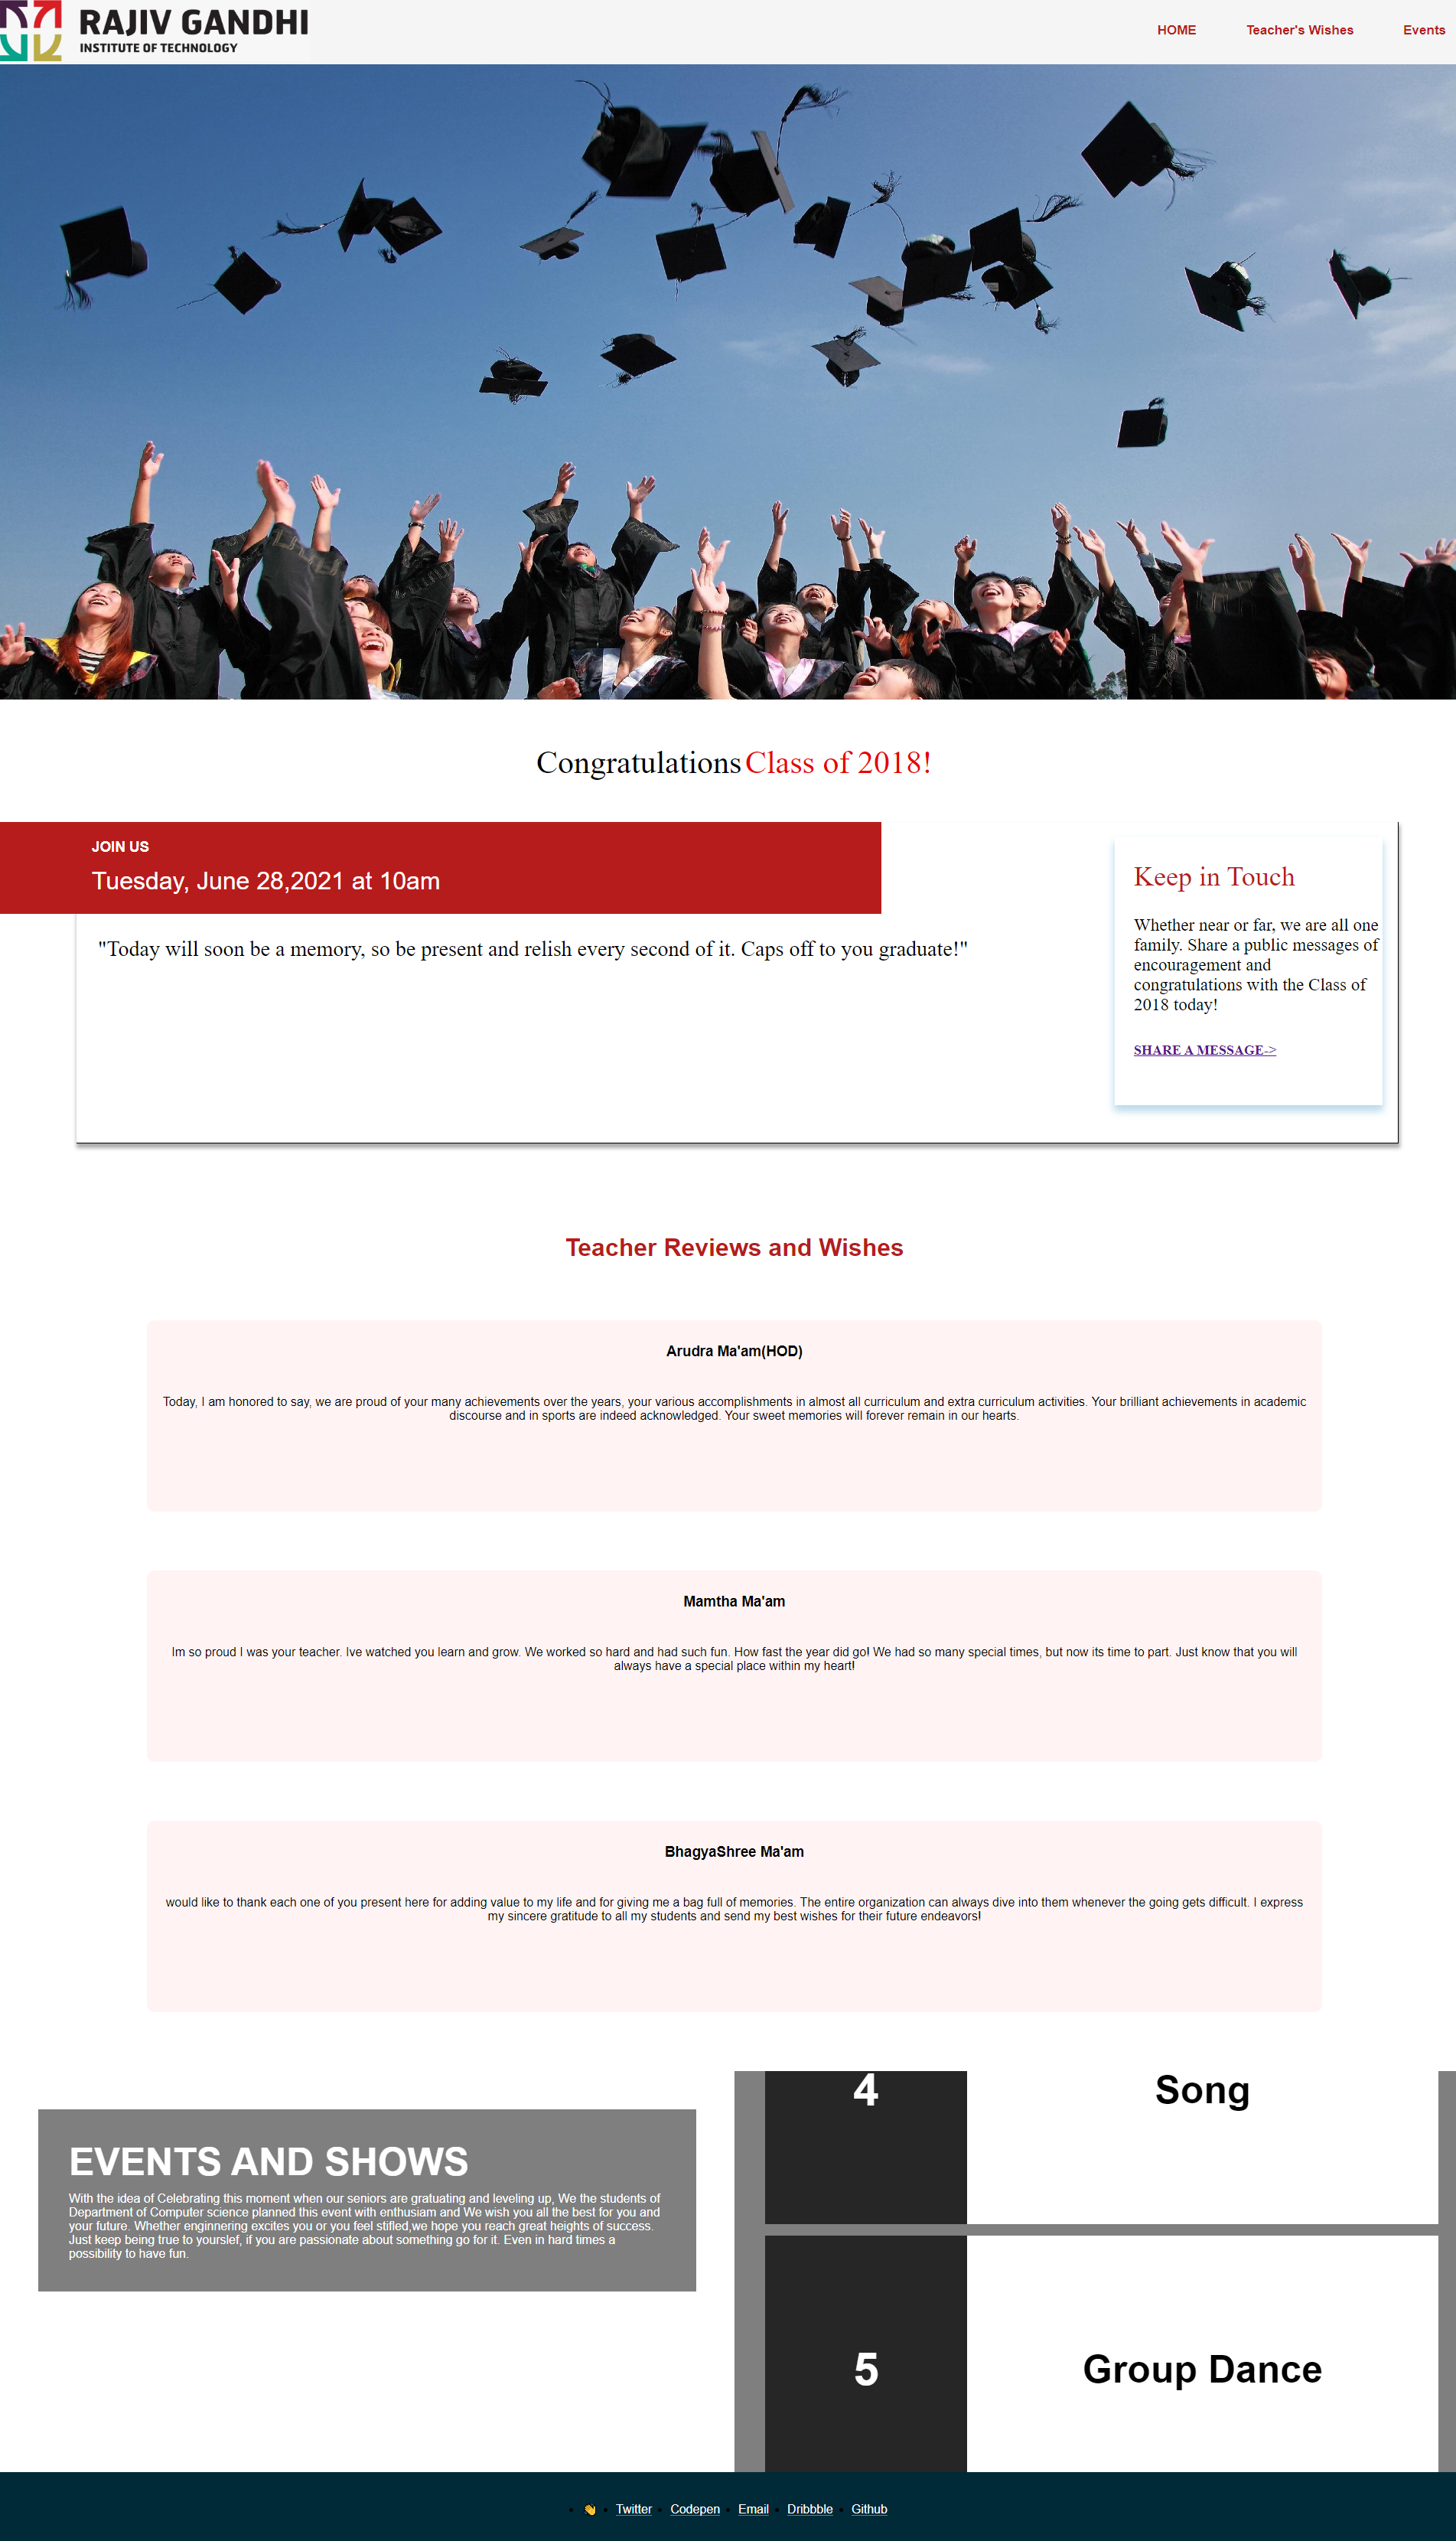 RAJIV GANDHI
INSTITUTE OF TECHNOLOGY
HOME
Teacher's Wishes
Events
Congratulations Class of 2018!
JOIN US
Tuesday, June 28,2021 at 10am
"Today will soon be a memory, so be present and relish every second of it. Caps off to you graduate!"
Keep in Touch
Whether near or far, we are all one
family. Share a public messages of
encouragement and
congratulations with the Class of
2018 today!
SHARE A MESSAGE->
Teacher Reviews and Wishes
Arudra Ma'am(HOD)
Today, I am honored to say, we are proud of your many achievements over the years, your various accomplishments in almost all curriculum and extra curriculum activities. Your brilliant achievements in academic
discourse and in sports are indeed acknowledged. Your sweet memories will forever remain in our hearts.
Mamtha Ma'am
Im so proud I was your teacher. Ive watched you learn and grow. We worked so hard and had such fun. How fast the year did go! We had so many special times, but now its time to part. Just know that you will
always have a special place within my heart!
BhagyaShree Ma'am
would like to thank each one of you present here for adding value to my life and for giving me a bag full of memories. The entire organization can always dive into them whenever the going gets difficult. I express
my sincere gratitude to all my students and send my best wishes for their future endeavors!
EVENTS AND SHOWS
With the idea of Celebrating this moment when our seniors are gratuating and leveling up, We the students of
Department of Computer science planned this event with enthusiam and We wish you all the best for you and
your future. Whether enginnering excites you or you feel stifled,we hope you reach great heights of success.
Just keep being true to yourslef, if you are passionate about something go for it. Even in hard times a
possibility to have fun.
4
Song
5
Group Dance
👋 Twitter Codepen Email Dribbble Github